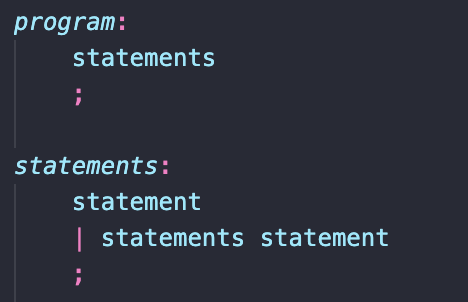 program:
    statements
    ;

statements:
    statement
    | statements statement
    ;